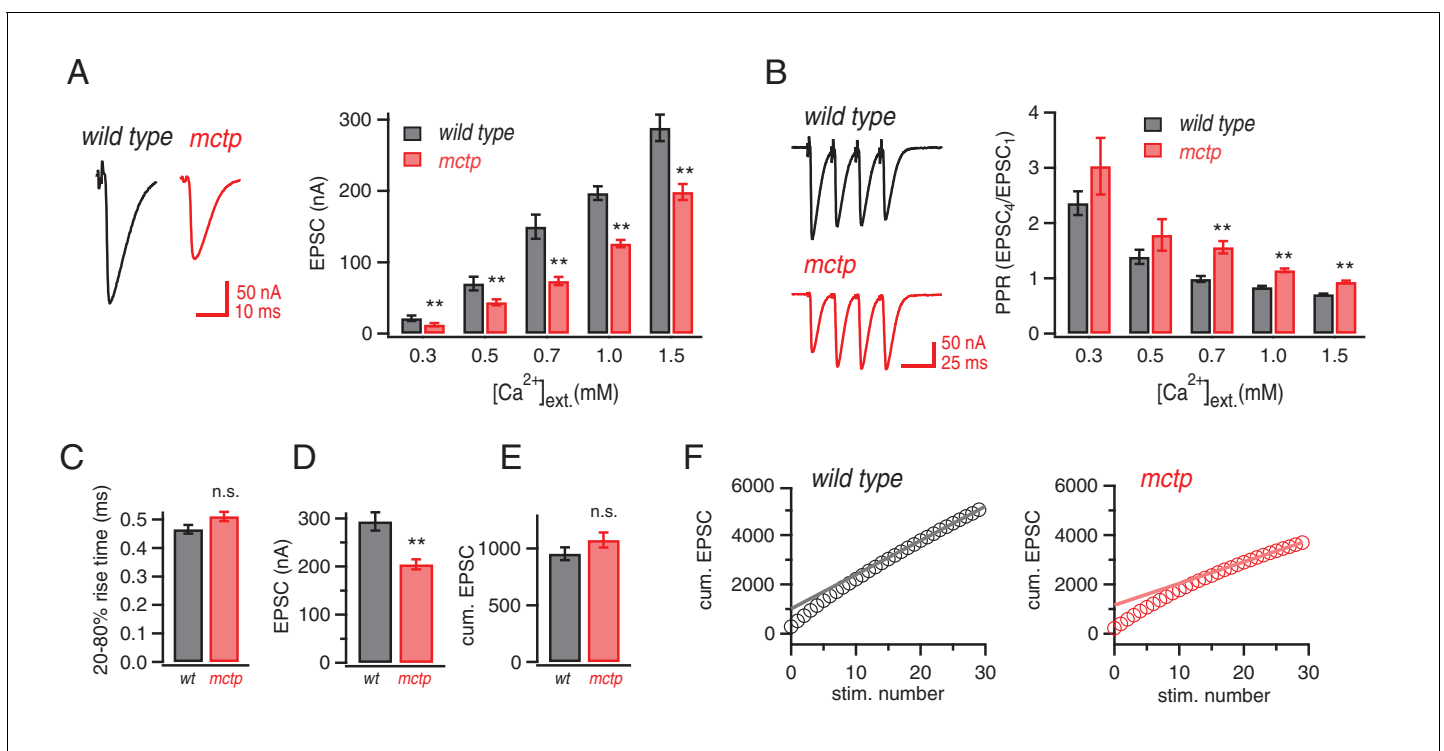 A
wild type
mctp
50 nA
10 ms
EPSC (nA)
300
200
100
0
wild type
mctp
**
**
**
**
**
0.3
0.5
0.7
1.0
1.5
[Ca2+]ext.(mM)
B
wild type
mctp
50 nA
25 ms
PPR (EPSC4/EPSC1)
4
3
2
1
0
wild type
mctp
**
**
**
0.3
0.5
0.7
1.0
1.5
[Ca2+]ext.(mM)
C
20-80% rise time (ms)
0.5
0.4
0.3
0.2
0.1
0.0
n.s.
wt
mctp
D
EPSC (nA)
300
200
100
0
**
wt
mctp
E
cum. EPSC
1000
500
0
n.s.
wt
mctp
F
wild type
cum. EPSC
6000
4000
2000
0
0
10
20
30
stim. number
mctp
cum. EPSC
6000
4000
2000
0
0
10
20
30
stim. number